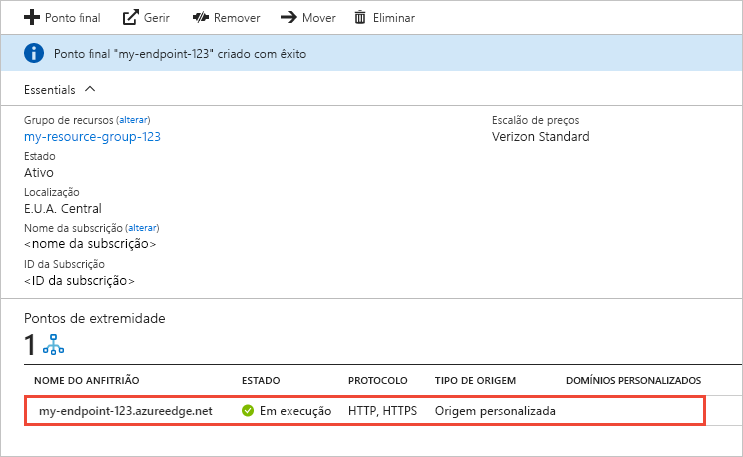 Ponto final Gerir Remover Mover Eliminar
Ponto final "my-endpoint-123" criado com êxito
Essentials
Grupo de recursos (alterar) Escalão de preços
my-resource-group-123 Verizon Standard
Estado
Ativo
Localização
E.U.A. Central
Nome da subscrição (alterar)
<nome da subscrição>
ID da Subscrição
<ID da subscrição>
Pontos de extremidade
1
NOME DO ANFITRIÃO ESTADO PROTOCOLO TIPO DE ORIGEM DOMÍNIOS PERSONALIZADOS
my-endpoint-123.azureedge.net Em execução HTTP, HTTPS Origem personalizada